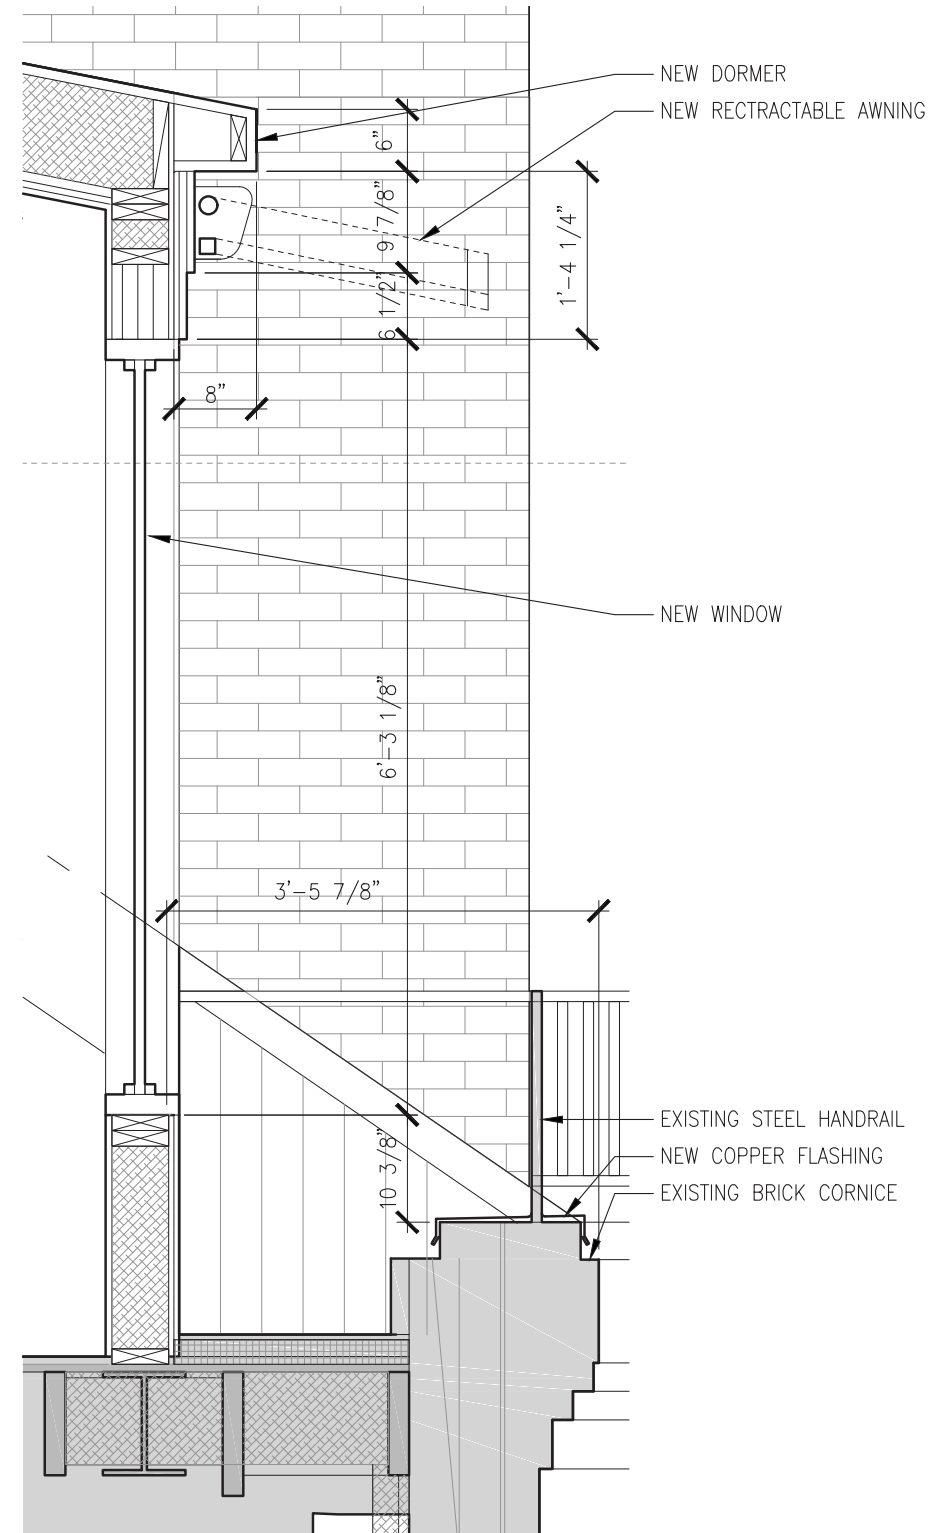 NEW DORMER
NEW RECTRACTABLE AWNING
6”
9 7/8”
1’-4 1/4”
6 1/2”
8”
NEW WINDOW
6’-3 1/8”
3’-5 7/8”
EXISTING STEEL HANDRAIL
NEW COPPER FLASHING
10 3/8”
EXISTING BRICK CORNICE